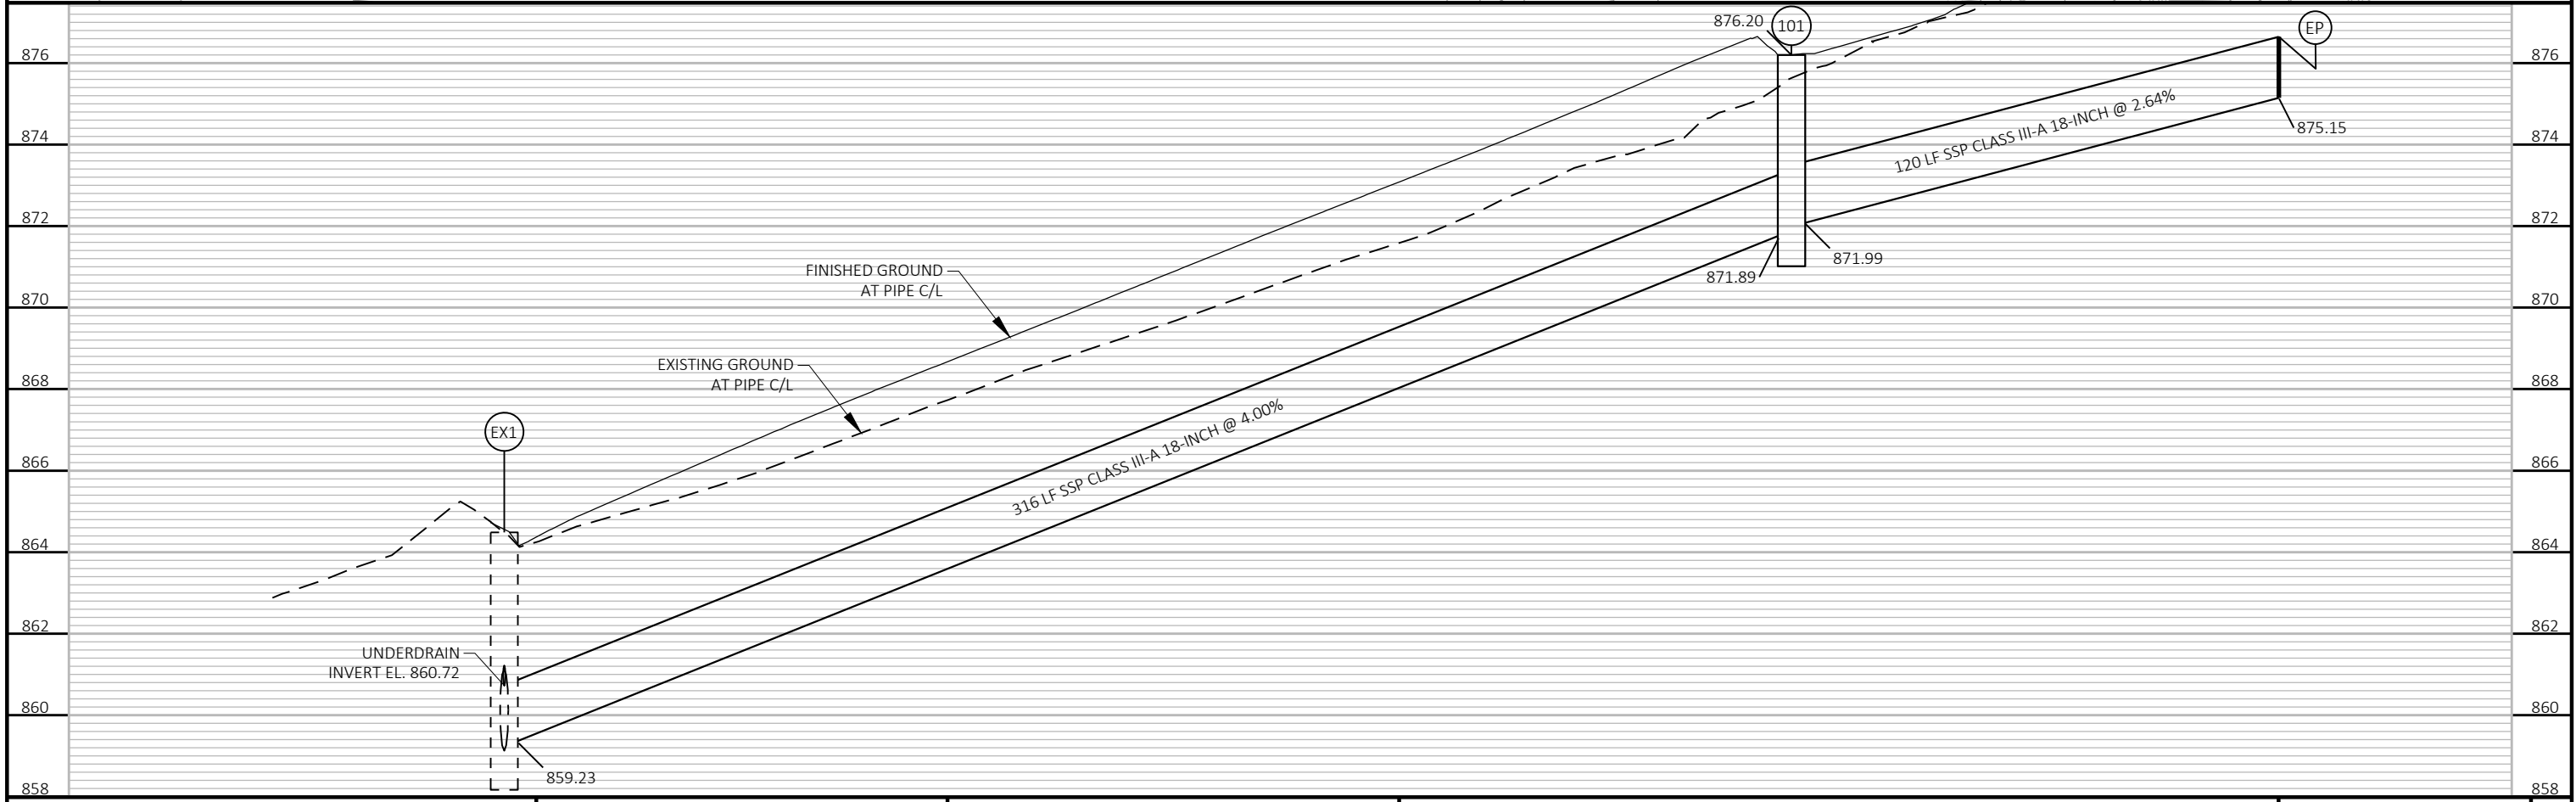 876.20
101
EP
876
876
120 LF SSP CLASS III-A 18-INCH @ 2.64%
875.15
874
874
872
872
871.99
871.89
FINISHED GROUND
AT PIPE C/L
870
870
EXISTING GROUND
AT PIPE C/L
868
868
316 LF SSP CLASS III-A 18-INCH @ 4.00%
EX1
866
866
864
864
862
862
UNDERDRAIN
INVERT EL. 860.72
860
860
859.23
858
858